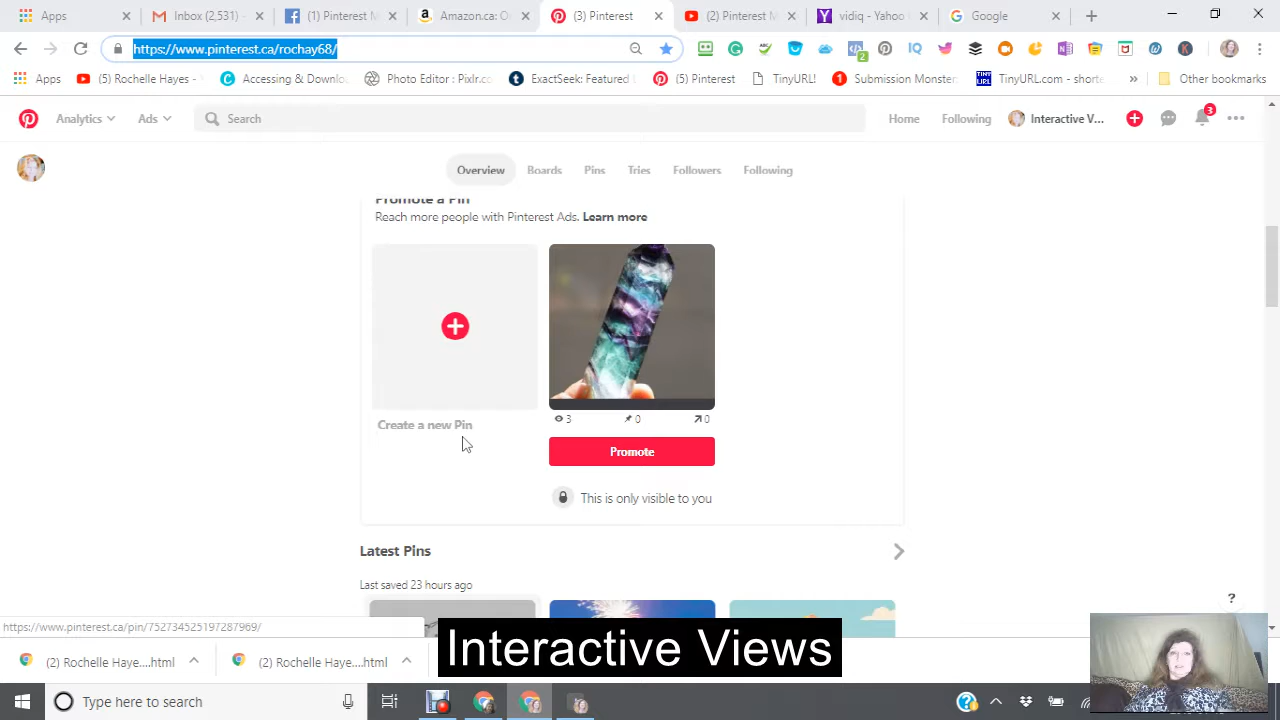 Apps
Inbox (2,531)
(1) Pinterest M
Amazon.ca: O
(3) Pinterest
(2) Pinterest M
vidiq - Yahoo
Google
https://www.pinterest.ca/rochay68/
Apps
(5) Rochelle Hayes -
Accessing & Downlo
Photo Editor: Pixlr.co
ExactSeek: Featured
(5) Pinterest
TinyURL!
Submission Master
TinyURL.com - shorte
Other bookmarks
Analytics
Ads
Search
Home
Following
Interactive V...
3
Overview
Boards
Pins
Tries
Followers
Following
Promote a Pin
Reach more people with Pinterest Ads. Learn more
Create a new Pin
3
0
0
Promote
This is only visible to you
Latest Pins
Last saved 23 hours ago
?
https://www.pinterest.ca/pin/752734525197287969/
(2) Rochelle Haye....html
(2) Rochelle Haye....html
Interactive Views
Type here to search